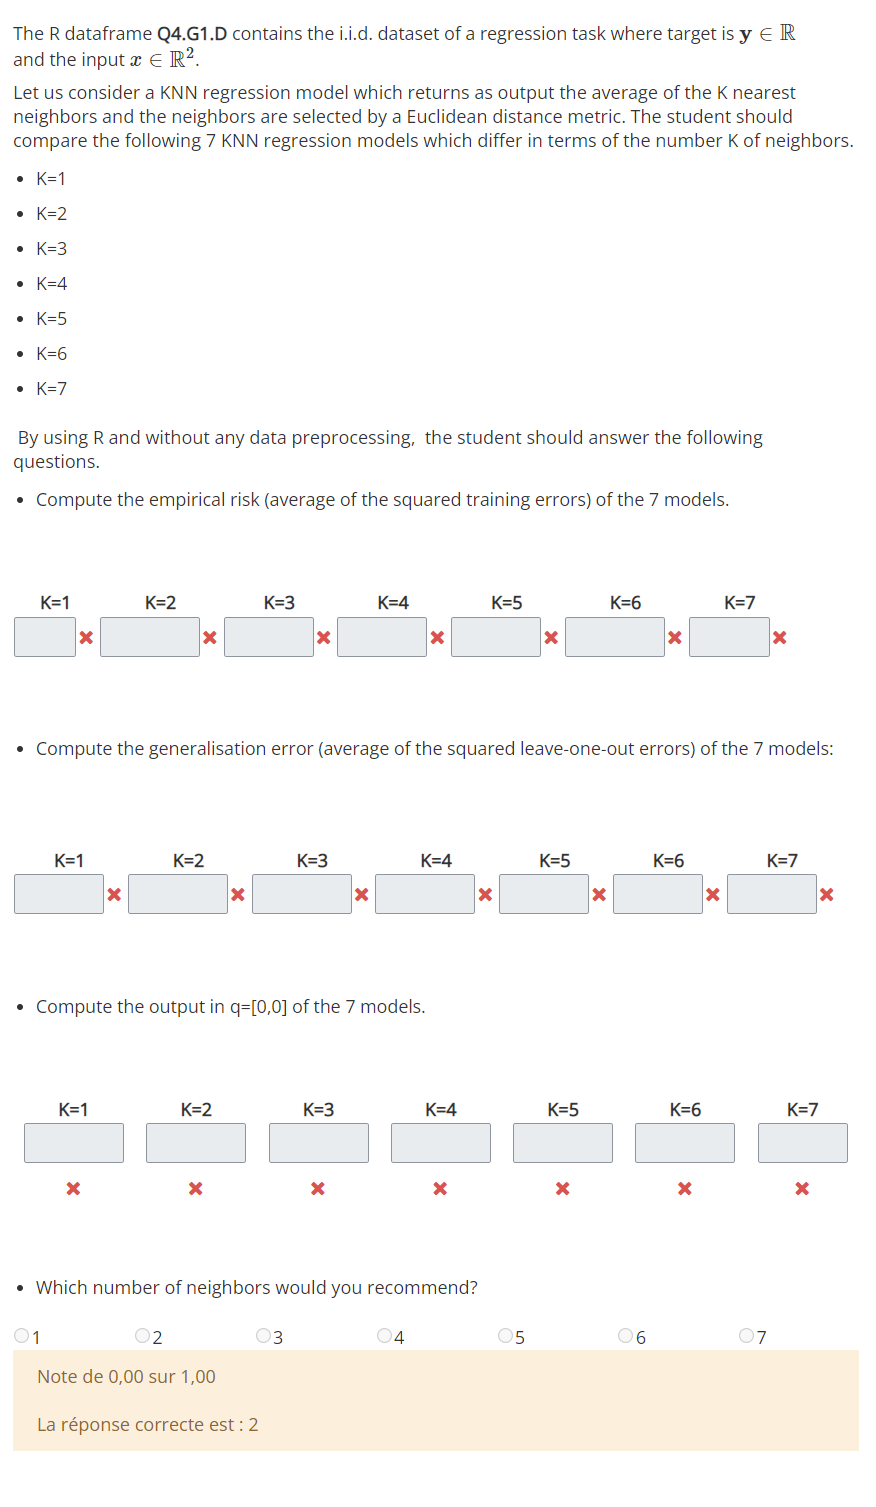 The R dataframe Q4.G1.D contains the i.i.d. dataset of a regression task where target is y ∈ ℝ
and the input x ∈ ℝ².
Let us consider a KNN regression model which returns as output the average of the K nearest
neighbors and the neighbors are selected by a Euclidean distance metric. The student should
compare the following 7 KNN regression models which differ in terms of the number K of neighbors.
• K=1
• K=2
• K=3
• K=4
• K=5
• K=6
• K=7
By using R and without any data preprocessing, the student should answer the following
questions.
• Compute the empirical risk (average of the squared training errors) of the 7 models.
K=1 K=2 K=3 K=4 K=5 K=6 K=7
• Compute the generalisation error (average of the squared leave-one-out errors) of the 7 models:
K=1 K=2 K=3 K=4 K=5 K=6 K=7
• Compute the output in q=[0,0] of the 7 models.
K=1 K=2 K=3 K=4 K=5 K=6 K=7
• Which number of neighbors would you recommend?
1 2 3 4 5 6 7
Note de 0,00 sur 1,00
La réponse correcte est : 2